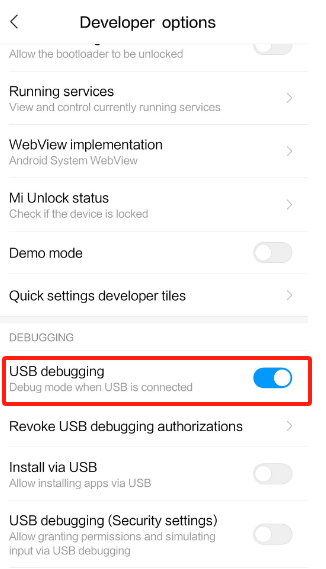 Developer options
Allow the bootloader to be unlocked
Running services
View and control currently running services
WebView implementation
Android System WebView
Mi Unlock status
Check if the device is locked
Demo mode
Quick settings developer tiles
DEBUGGING
USB debugging
Debug mode when USB is connected
Revoke USB debugging authorizations
Install via USB
Allow installing apps via USB
USB debugging (Security settings)
Allow granting permissions and simulating
input via USB debugging